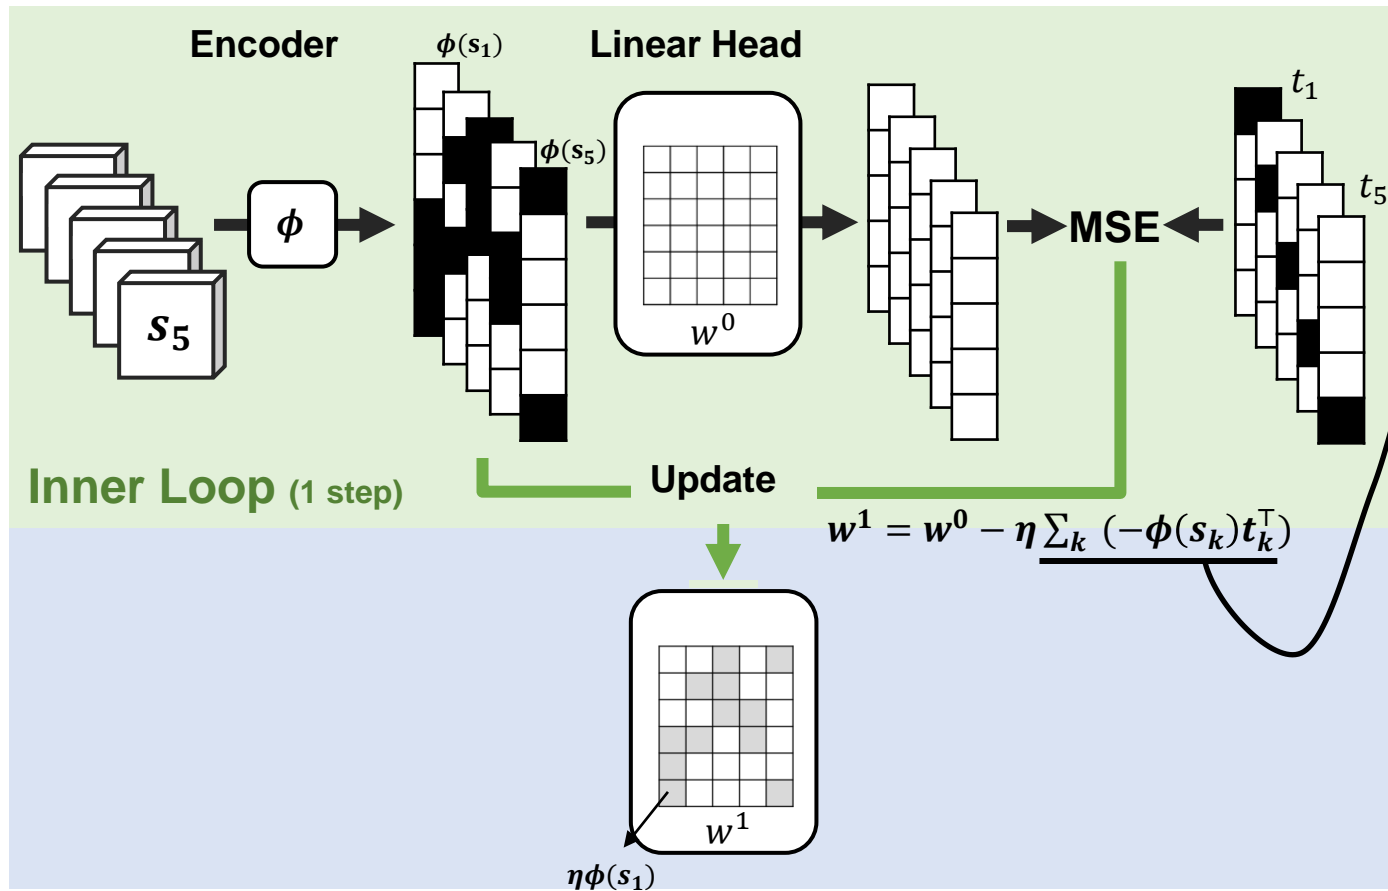 Encoder
ϕ(s₁)
Linear Head
t₁
ϕ(s₅)
t₅
ϕ
MSE
s₅
w⁰
Inner Loop (1 step)
Update
w¹ = w⁰ − η ∑ₖ (−ϕ(sₖ)tₖ⊤)
w¹
ηϕ(s₁)